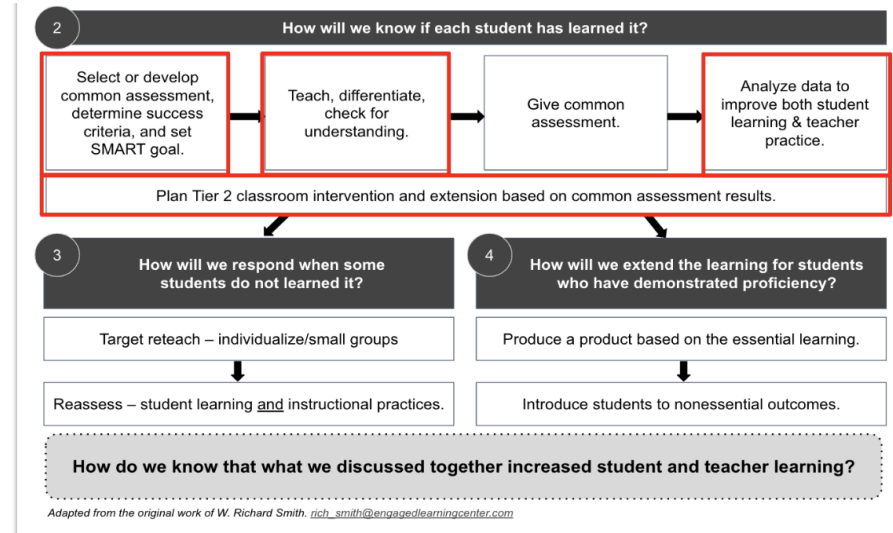 2
How will we know if each student has learned it?
Select or develop
common assessment,
determine success
criteria, and set
SMART goal.
Teach, differentiate,
check for
understanding.
Give common
assessment.
Analyze data to
improve both student
learning & teacher
practice.
Plan Tier 2 classroom intervention and extension based on common assessment results.
3
How will we respond when some
students do not learned it?
Target reteach – individualize/small groups
Reassess – student learning and instructional practices.
4
How will we extend the learning for students
who have demonstrated proficiency?
Produce a product based on the essential learning.
Introduce students to nonessential outcomes.
How do we know that what we discussed together increased student and teacher learning?
Adapted from the original work of W. Richard Smith. rich_smith@engagedlearningcenter.com